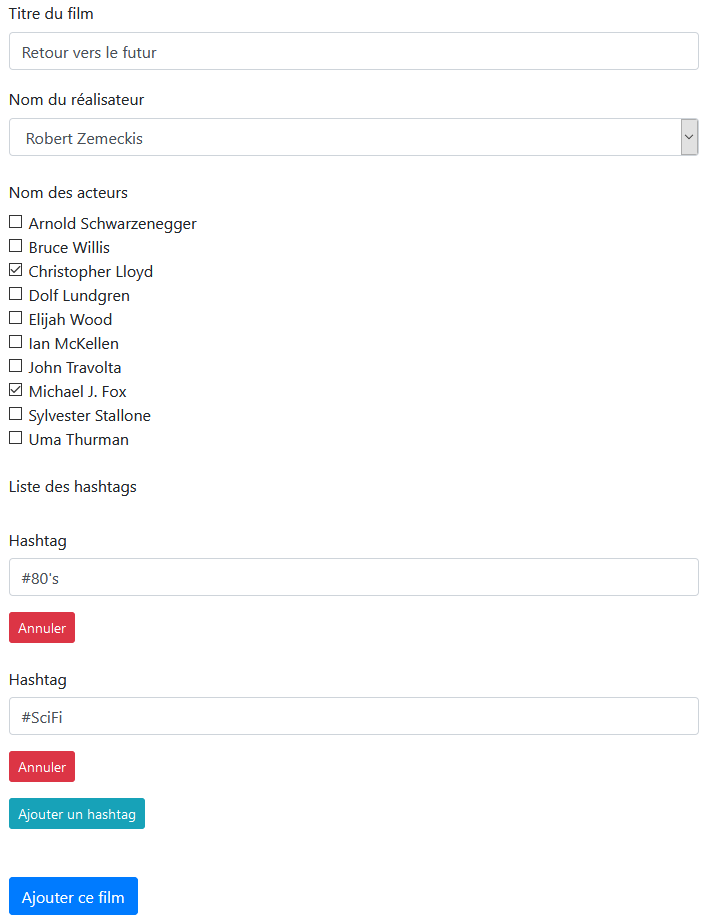 Titre du film
Retour vers le futur
Nom du réalisateur
Robert Zemeckis
Nom des acteurs
Arnold Schwarzenegger
Bruce Willis
Christopher Lloyd
Dolf Lundgren
Elijah Wood
Ian McKellen
John Travolta
Michael J. Fox
Sylvester Stallone
Uma Thurman
Liste des hashtags
Hashtag
#80's
Annuler
Hashtag
#SciFi
Annuler
Ajouter un hashtag
Ajouter ce film